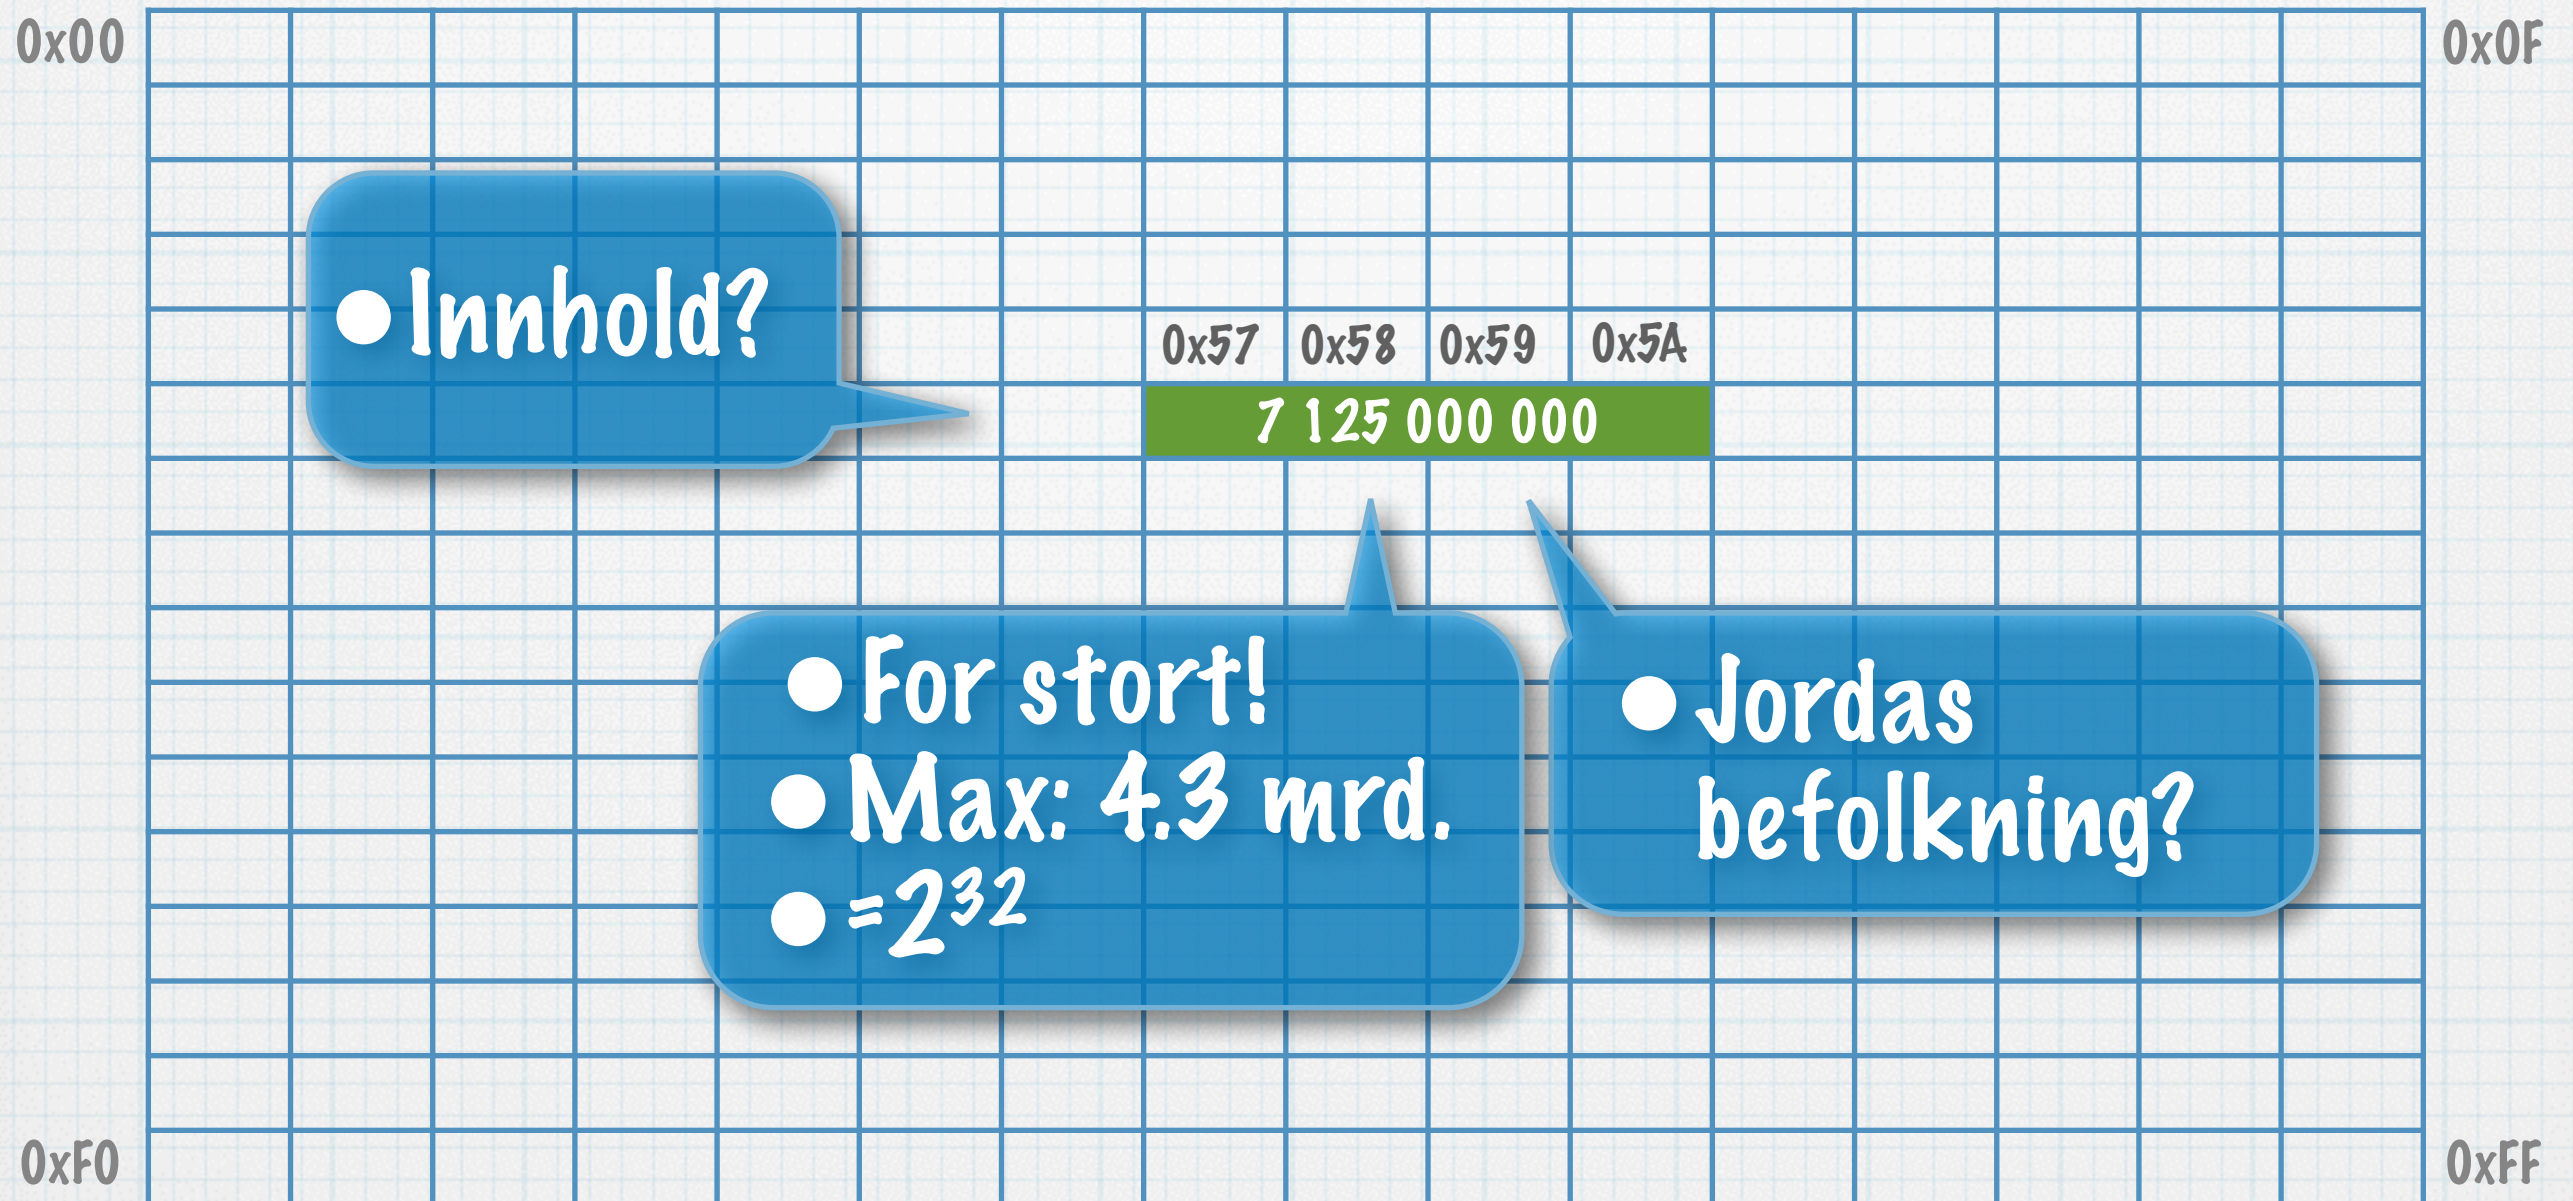 0x00
0x0F
Innhold?
0x57 0x58 0x59 0x5A
7 125 000 000
For stort!
Max: 4.3 mrd.
=2³²
Jordas
befolkning?
0xF0
0xFF